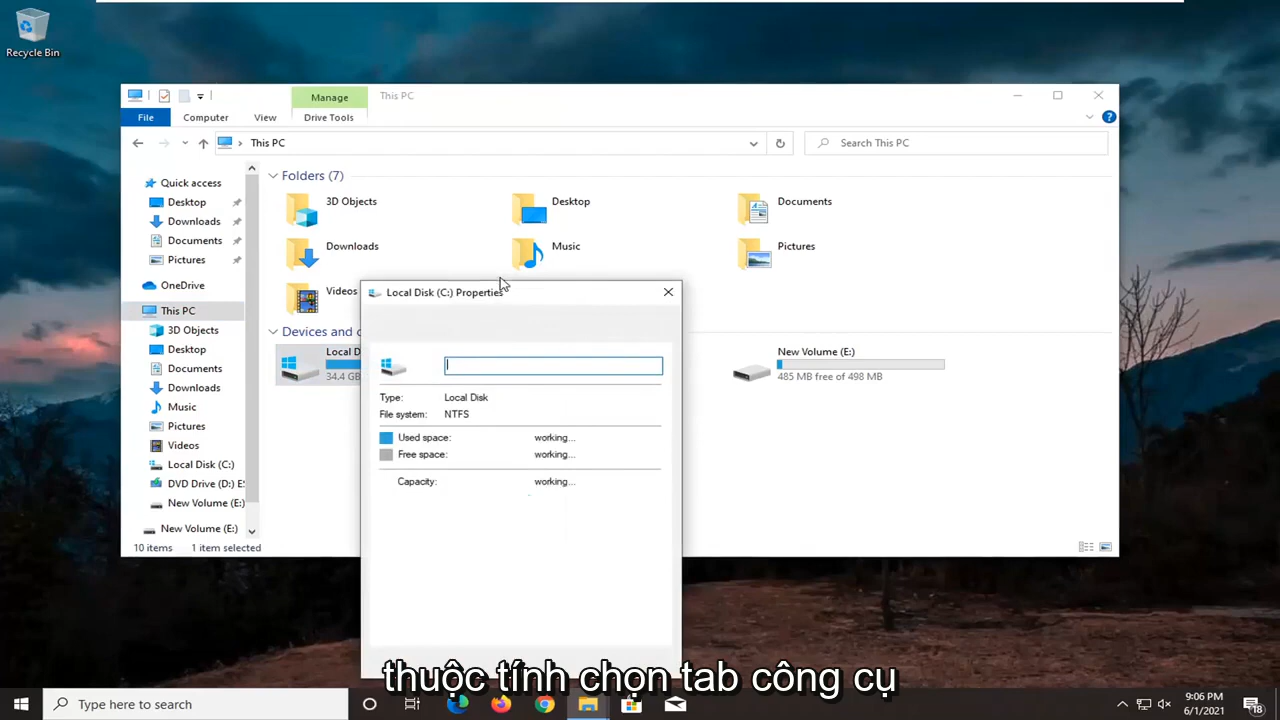 Recycle Bin
Manage
This PC
File
Computer
View
Drive Tools
This PC
Search This PC
Quick access
Desktop
Downloads
Documents
Pictures
OneDrive
This PC
3D Objects
Desktop
Documents
Downloads
Music
Pictures
Videos
Local Disk (C:)
DVD Drive (D:) E
New Volume (E:)
New Volume (E:)
Folders (7)
3D Objects
Desktop
Documents
Downloads
Music
Pictures
Videos
Devices and
Local D
34.4 GB
New Volume (E:)
485 MB free of 498 MB
10 items
1 item selected
Local Disk (C:) Properties
Type: Local Disk
File system: NTFS
Used space: working...
Free space: working...
Capacity: working...
thuộc tính chọn tab công cụ
Type here to search
9:06 PM
6/1/2021
18